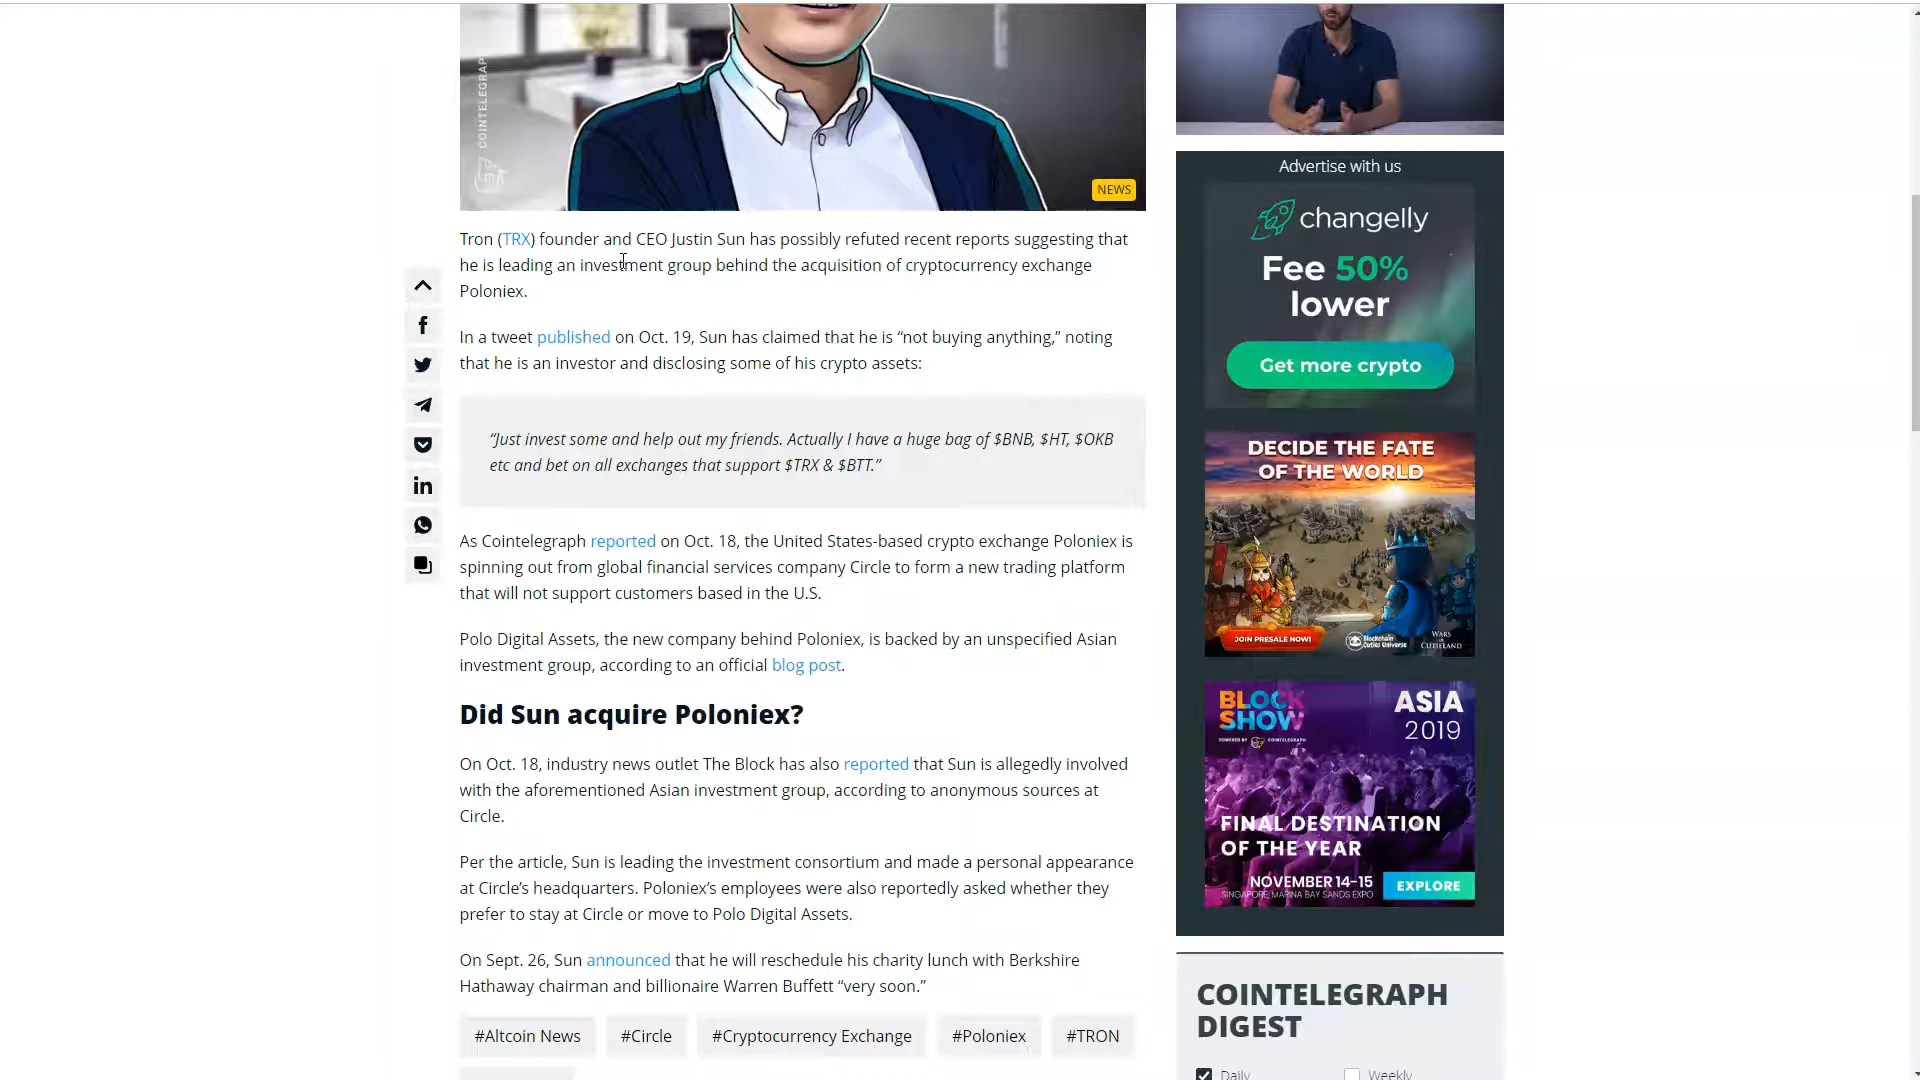 COINTELEGRAP
NEWS
Tron (TRX) founder and CEO Justin Sun has possibly refuted recent reports suggesting that
he is leading an investment group behind the acquisition of cryptocurrency exchange
Poloniex.
In a tweet published on Oct. 19, Sun has claimed that he is “not buying anything,” noting
that he is an investor and disclosing some of his crypto assets:
“Just invest some and help out my friends. Actually I have a huge bag of $BNB, $HT, $OKB
etc and bet on all exchanges that support $TRX & $BTT.”
As Cointelegraph reported on Oct. 18, the United States-based crypto exchange Poloniex is
spinning out from global financial services company Circle to form a new trading platform
that will not support customers based in the U.S.
Polo Digital Assets, the new company behind Poloniex, is backed by an unspecified Asian
investment group, according to an official blog post.
Did Sun acquire Poloniex?
On Oct. 18, industry news outlet The Block has also reported that Sun is allegedly involved
with the aforementioned Asian investment group, according to anonymous sources at
Circle.
Per the article, Sun is leading the investment consortium and made a personal appearance
at Circle’s headquarters. Poloniex’s employees were also reportedly asked whether they
prefer to stay at Circle or move to Polo Digital Assets.
On Sept. 26, Sun announced that he will reschedule his charity lunch with Berkshire
Hathaway chairman and billionaire Warren Buffett “very soon.”
#Altcoin News #Circle #Cryptocurrency Exchange #Poloniex #TRON
Advertise with us
changelly
Fee 50%
lower
Get more crypto
DECIDE THE FATE
OF THE WORLD
JOIN PRESALE NOW!
Blockchain
Cuties Universe
WARS
OF
CUTIELAND
BLOCK
SHOW
POWERED BY COINTELEGRAPH
ASIA
2019
FINAL DESTINATION
OF THE YEAR
NOVEMBER 14-15
SINGAPORE, MARINA BAY SANDS EXPO
EXPLORE
COINTELEGRAPH
DIGEST
Daily Weekly